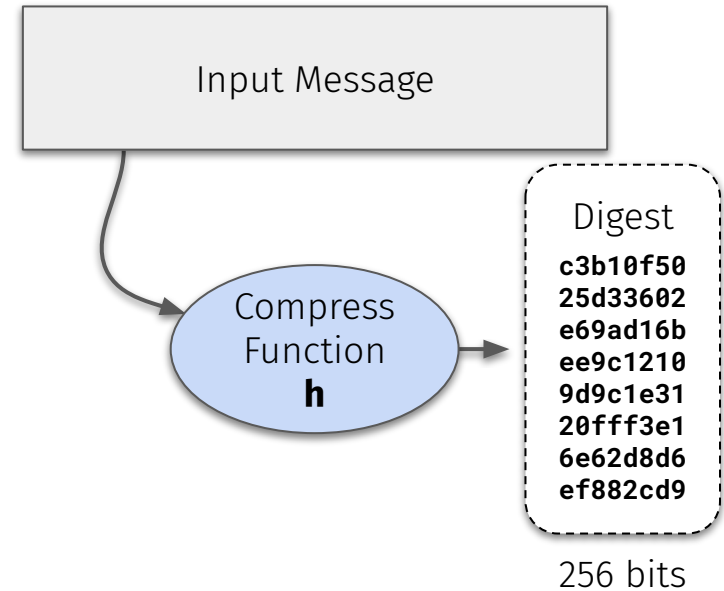 Input Message
Compress
Function
h
Digest
c3b10f50
25d33602
e69ad16b
ee9c1210
9d9c1e31
20fff3e1
6e62d8d6
ef882cd9
256 bits